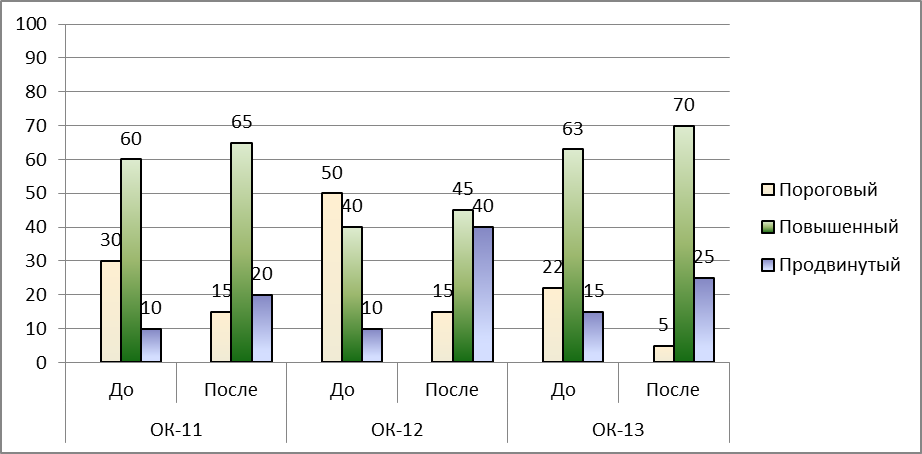 100
90
80
70
60
50
40
30
20
10
0
30
60
10
15
65
20
50
40
10
15
45
40
22
63
15
5
70
25
До
После
До
После
До
После
ОК-11
ОК-12
ОК-13
Пороговый
Повышенный
Продвинутый